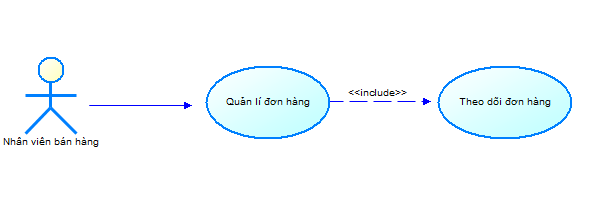 <<include>>
Quản lí đơn hàng
Theo dõi đơn hàng
Nhân viên bán hàng